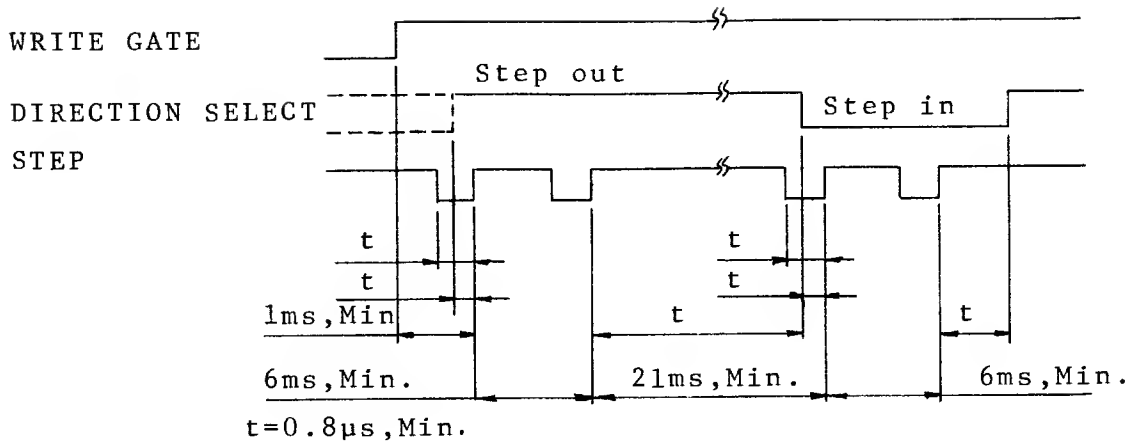 WRITE GATE
Step out
DIRECTION SELECT
Step in
STEP
t
t
t
t
1ms,Min
t
t
6ms,Min.
21ms,Min.
6ms,Min.
t=0.8μs,Min.